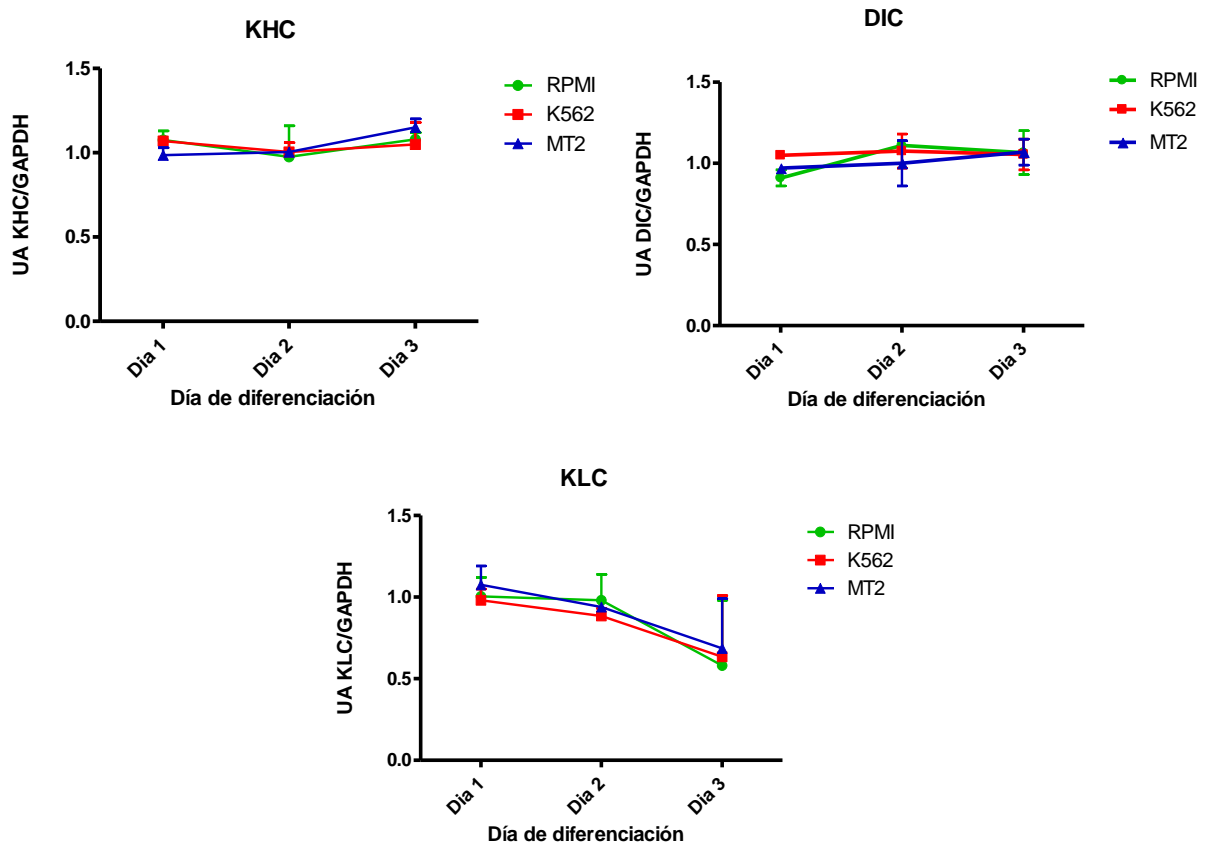 KHC
UA KHC/GAPDH
1.5
1.0
0.5
0.0
Dia 1
Dia 2
Dia 3
Día de diferenciación
RPMI
K562
MT2
DIC
UA DIC/GAPDH
1.5
1.0
0.5
0.0
Dia 1
Dia 2
Dia 3
Día de diferenciación
RPMI
K562
MT2
KLC
UA KLC/GAPDH
1.5
1.0
0.5
0.0
Dia 1
Dia 2
Dia 3
Día de diferenciación
RPMI
K562
MT2